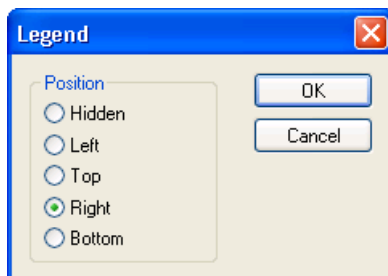 Legend
Position
Hidden
Left
Top
Right
Bottom
OK
Cancel